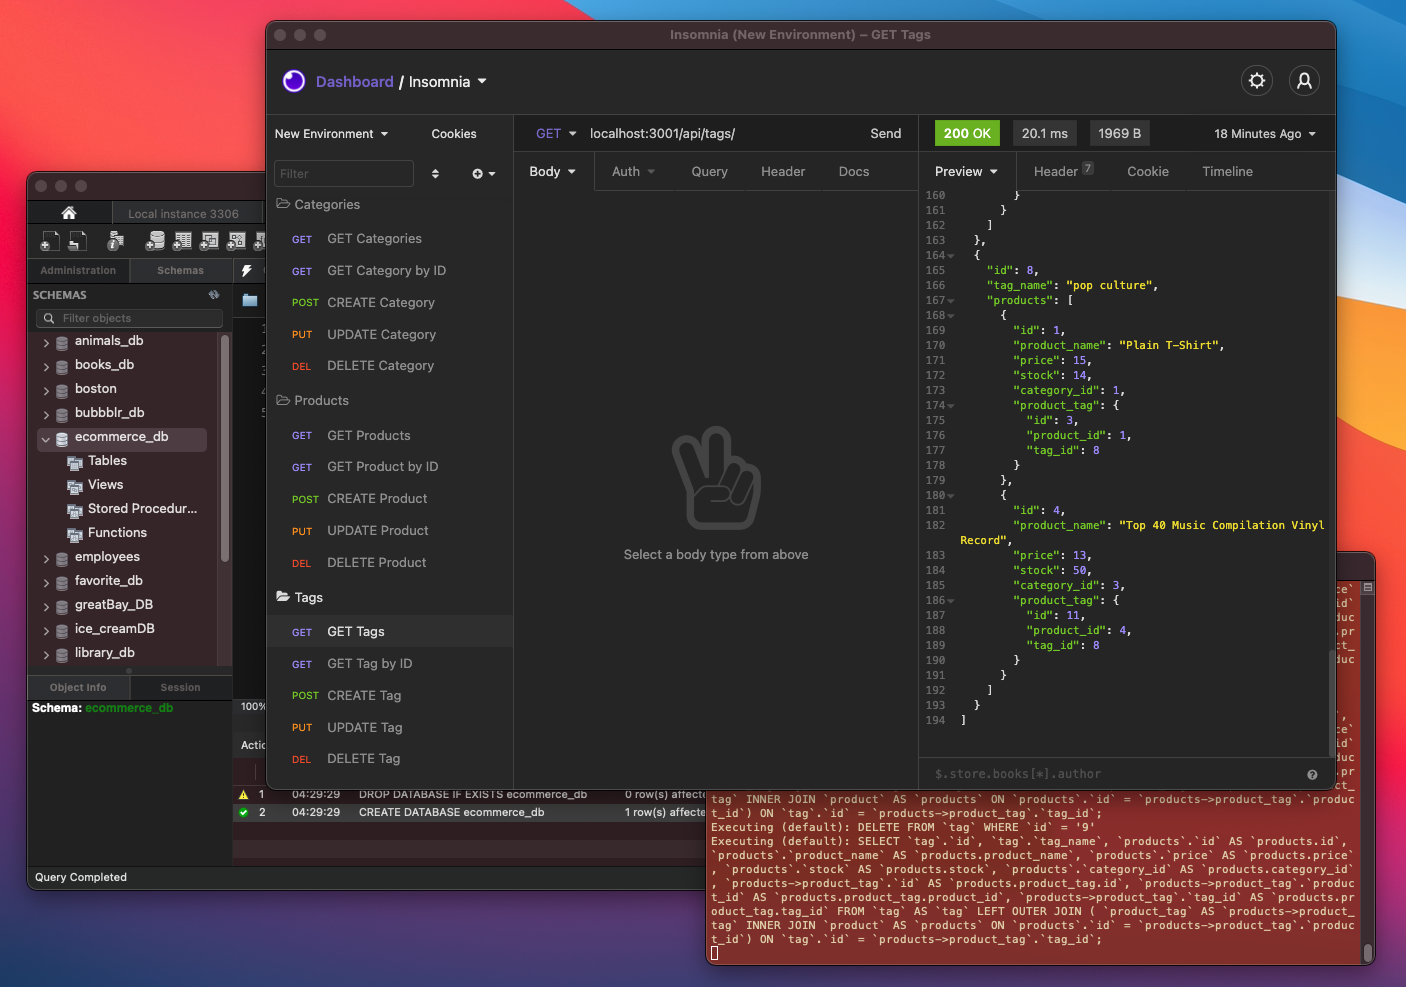 Insomnia (New Environment) – GET Tags
Dashboard / Insomnia
New Environment
Cookies
GET
localhost:3001/api/tags/
Send
200 OK
20.1 ms
1969 B
18 Minutes Ago
Filter
Body
Auth
Query
Header
Docs
Preview
Header 7
Cookie
Timeline
Categories
GET GET Categories
GET GET Category by ID
POST CREATE Category
PUT UPDATE Category
DEL DELETE Category
Products
GET GET Products
GET GET Product by ID
POST CREATE Product
PUT UPDATE Product
DEL DELETE Product
Tags
GET GET Tags
GET GET Tag by ID
POST CREATE Tag
PUT UPDATE Tag
DEL DELETE Tag
Select a body type from above
160 }
161 }
162 ]
163 },
164 {
165 "id": 8,
166 "tag_name": "pop culture",
167 "products": [
168 {
169 "id": 1,
170 "product_name": "Plain T-Shirt",
171 "price": 15,
172 "stock": 14,
173 "category_id": 1,
174 "product_tag": {
175 "id": 3,
176 "product_id": 1,
177 "tag_id": 8
178 }
179 },
180 {
181 "id": 4,
182 "product_name": "Top 40 Music Compilation Vinyl
Record",
183 "price": 13,
184 "stock": 50,
185 "category_id": 3,
186 "product_tag": {
187 "id": 11,
188 "product_id": 4,
189 "tag_id": 8
190 }
191 }
192 ]
193 }
194 ]
$.store.books[*].author
Local instance 3306
Administration
Schemas
SCHEMAS
Filter objects
animals_db
books_db
boston
bubbblr_db
ecommerce_db
Tables
Views
Stored Procedur...
Functions
employees
favorite_db
greatBay_DB
ice_creamDB
library_db
Object Info
Session
Schema: ecommerce_db
100%
Actio
1 04:29:29 DROP DATABASE IF EXISTS ecommerce_db 0 row(s) affecte
2 04:29:29 CREATE DATABASE ecommerce_db 1 row(s) affecte
Query Completed
tag` INNER JOIN `product` AS `products` ON `products`.`id` = `products->product_tag`.`produc
t_id`) ON `tag`.`id` = `products->product_tag`.`tag_id`;
Executing (default): DELETE FROM `tag` WHERE `id` = '9'
Executing (default): SELECT `tag`.`id`, `tag`.`tag_name`, `products`.`id` AS `products.id`,
`products`.`product_name` AS `products.product_name`, `products`.`price` AS `products.price`
, `products`.`stock` AS `products.stock`, `products`.`category_id` AS `products.category_id`
, `products->product_tag`.`id` AS `products.product_tag.id`, `products->product_tag`.`produc
t_id` AS `products.product_tag.product_id`, `products->product_tag`.`tag_id` AS `products.pr
oduct_tag.tag_id` FROM `tag` AS `tag` LEFT OUTER JOIN ( `product_tag` AS `products->product_
tag` INNER JOIN `product` AS `products` ON `products`.`id` = `products->product_tag`.`produc
t_id`) ON `tag`.`id` = `products->product_tag`.`tag_id`;